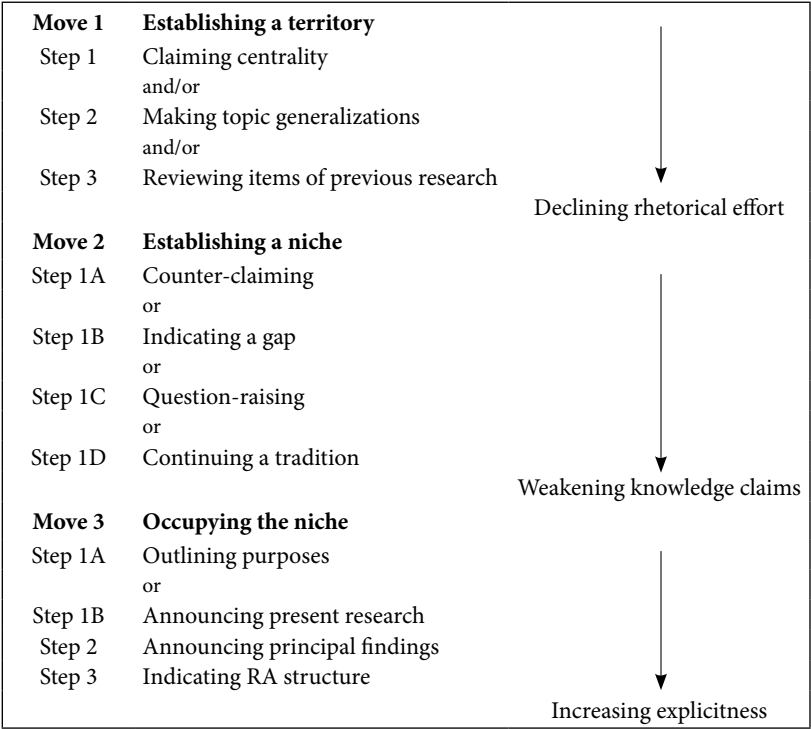 Move 1 Establishing a territory
Step 1 Claiming centrality
and/or
Step 2 Making topic generalizations
and/or
Step 3 Reviewing items of previous research
Declining rhetorical effort
Move 2 Establishing a niche
Step 1A Counter-claiming
or
Step 1B Indicating a gap
or
Step 1C Question-raising
or
Step 1D Continuing a tradition
Weakening knowledge claims
Move 3 Occupying the niche
Step 1A Outlining purposes
or
Step 1B Announcing present research
Step 2 Announcing principal findings
Step 3 Indicating RA structure
Increasing explicitness